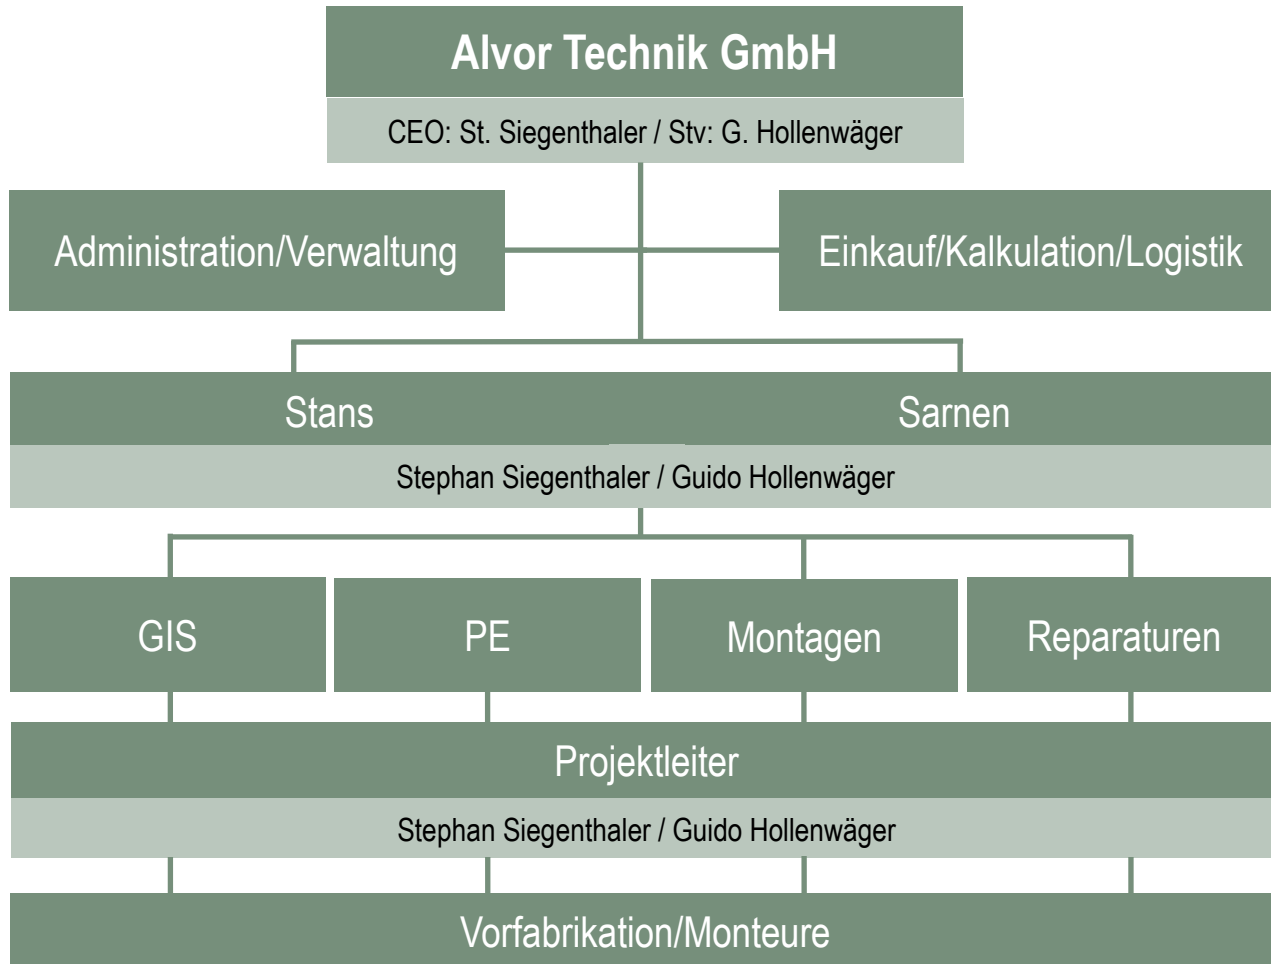 Alvor Technik GmbH
CEO: St. Siegenthaler / Stv: G. Hollenwäger
Administration/Verwaltung
Einkauf/Kalkulation/Logistik
Stans
Sarnen
Stephan Siegenthaler / Guido Hollenwäger
GIS
PE
Montagen
Reparaturen
Projektleiter
Stephan Siegenthaler / Guido Hollenwäger
Vorfabrikation/Monteure